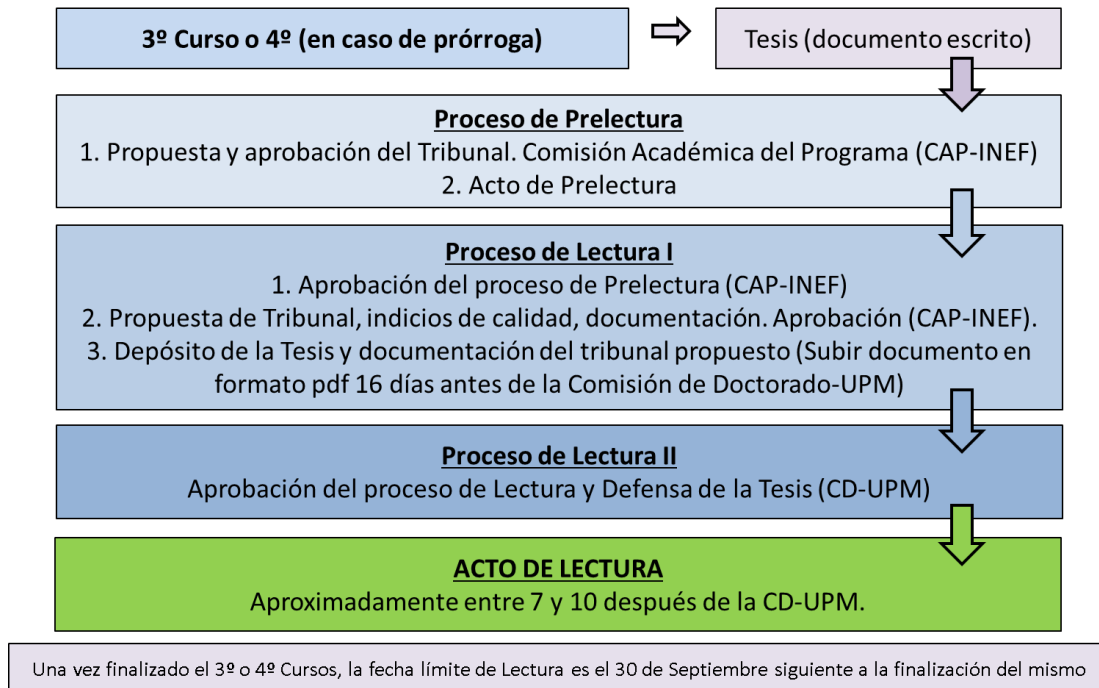 3º Curso o 4º (en caso de prórroga)
Tesis (documento escrito)
Proceso de Prelectura
1. Propuesta y aprobación del Tribunal. Comisión Académica del Programa (CAP-INEF)
2. Acto de Prelectura
Proceso de Lectura I
1. Aprobación del proceso de Prelectura (CAP-INEF)
2. Propuesta de Tribunal, indicios de calidad, documentación. Aprobación (CAP-INEF).
3. Depósito de la Tesis y documentación del tribunal propuesto (Subir documento en
formato pdf 16 días antes de la Comisión de Doctorado-UPM)
Proceso de Lectura II
Aprobación del proceso de Lectura y Defensa de la Tesis (CD-UPM)
ACTO DE LECTURA
Aproximadamente entre 7 y 10 después de la CD-UPM.
Una vez finalizado el 3º o 4º Cursos, la fecha límite de Lectura es el 30 de Septiembre siguiente a la finalización del mismo